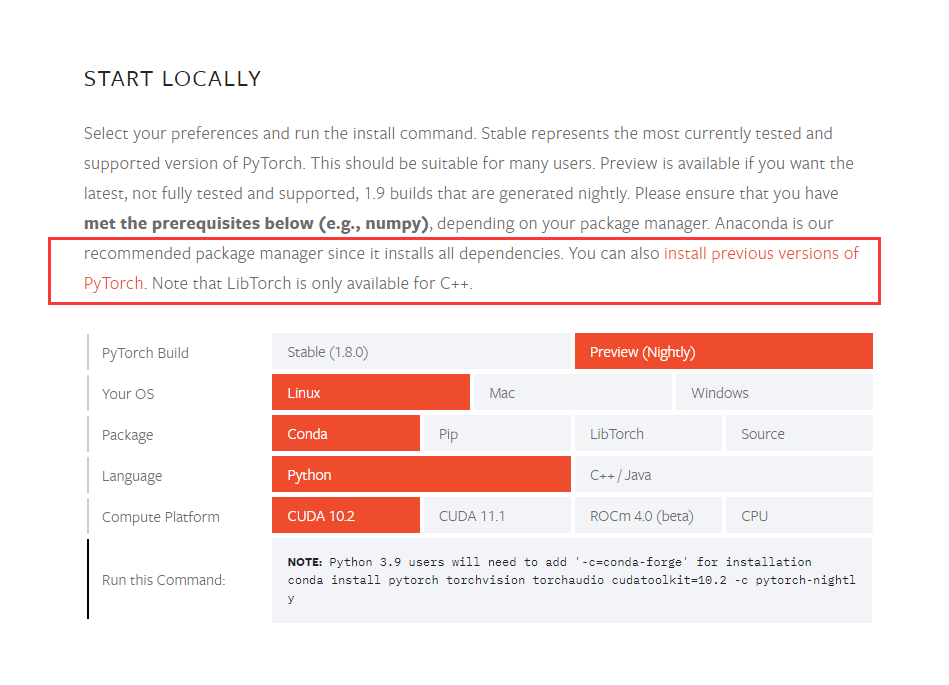 START LOCALLY
Select your preferences and run the install command. Stable represents the most currently tested and
supported version of PyTorch. This should be suitable for many users. Preview is available if you want the
latest, not fully tested and supported, 1.9 builds that are generated nightly. Please ensure that you have
met the prerequisites below (e.g., numpy), depending on your package manager. Anaconda is our
recommended package manager since it installs all dependencies. You can also install previous versions of
PyTorch. Note that LibTorch is only available for C++.
PyTorch Build Stable (1.8.0) Preview (Nightly)
Your OS Linux Mac Windows
Package Conda Pip LibTorch Source
Language Python C++ / Java
Compute Platform CUDA 10.2 CUDA 11.1 ROCm 4.0 (beta) CPU
Run this Command:
NOTE: Python 3.9 users will need to add '-c=conda-forge' for installation
conda install pytorch torchvision torchaudio cudatoolkit=10.2 -c pytorch-nightl
y